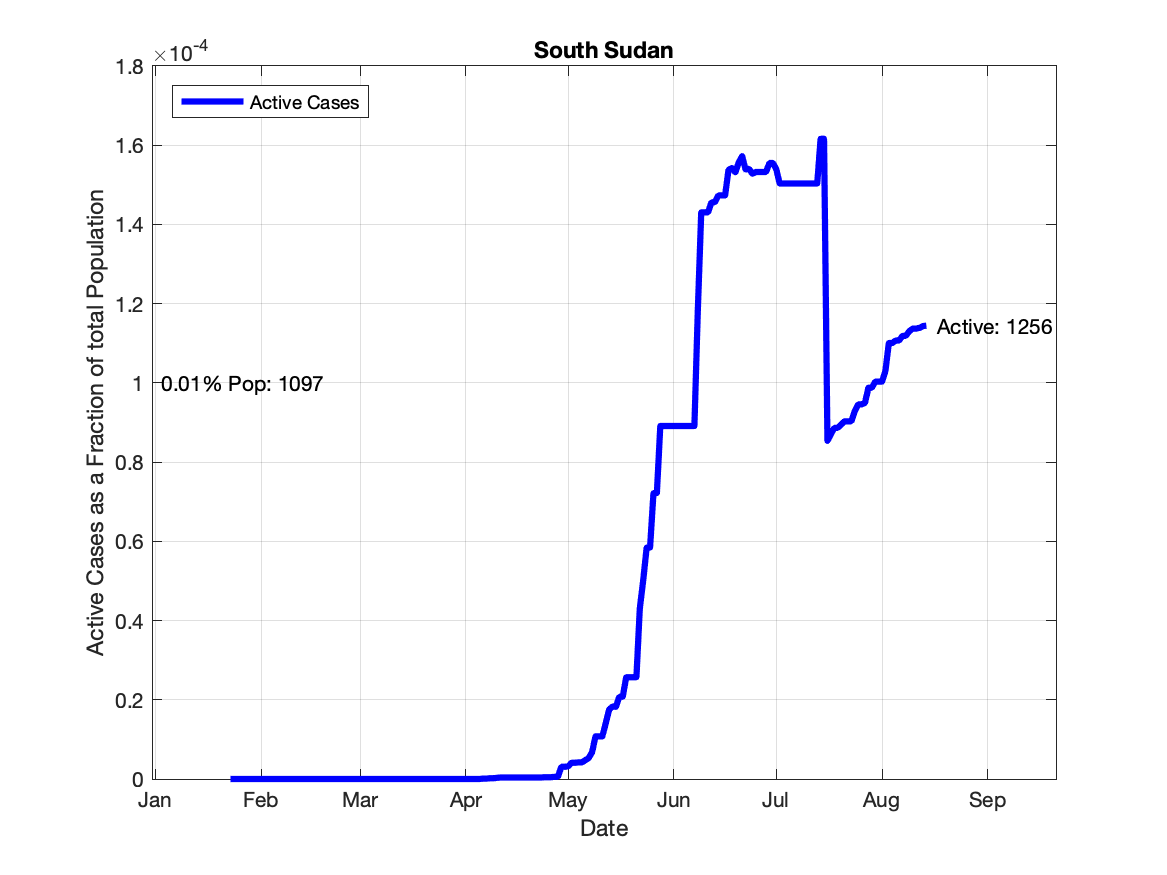 South Sudan
×10-4
Active Cases
1.8
1.6
1.4
1.2
1
0.8
0.6
0.4
0.2
0
Active Cases as a Fraction of total Population
0.01% Pop: 1097
Active: 1256
Jan Feb Mar Apr May Jun Jul Aug Sep
Date